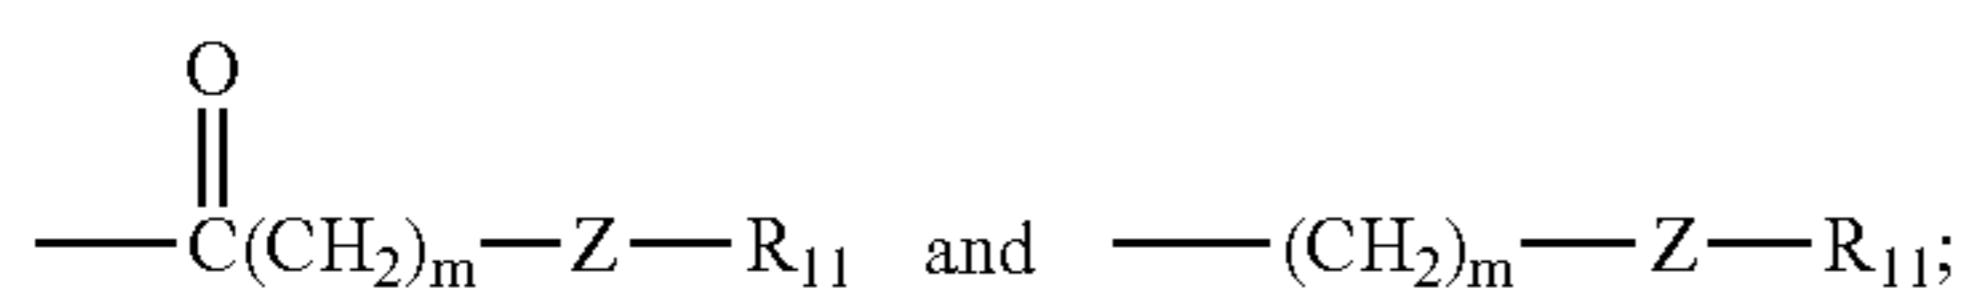 O
—C(CH₂)ₘ—Z—R₁₁ and —(CH₂)ₘ—Z—R₁₁;